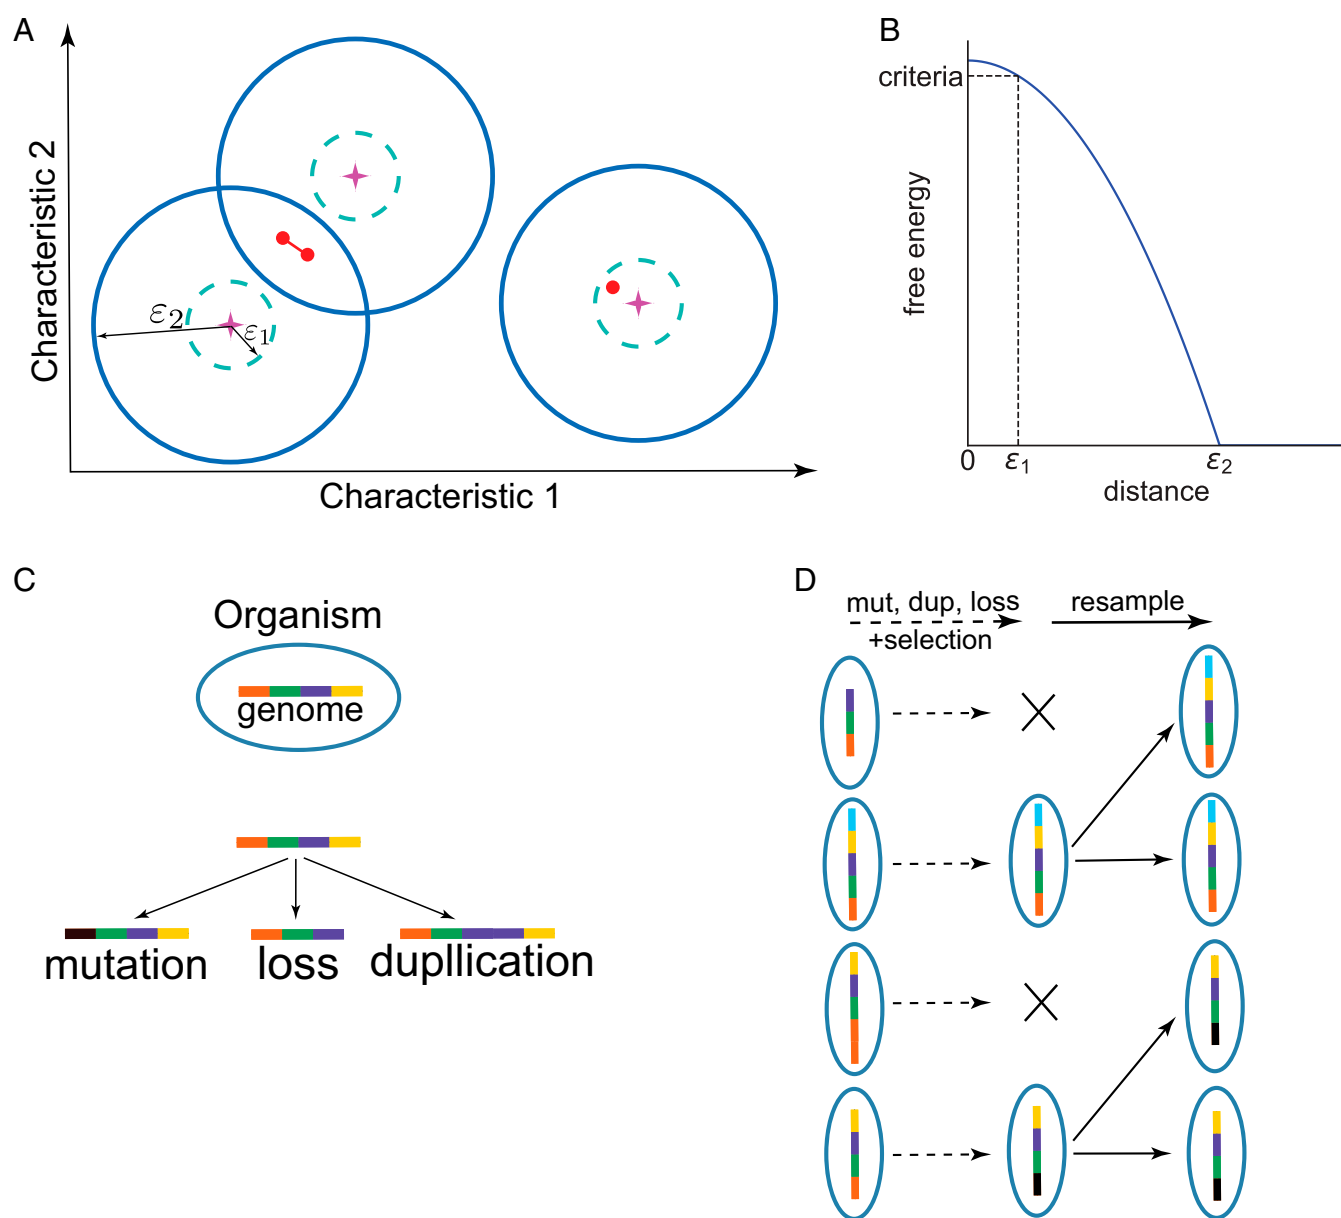 A
Characteristic 2
ε2
ε1
Characteristic 1
B
criteria
free energy
0
ε1
ε2
distance
C
Organism
genome
mutation
loss
dupllication
D
mut, dup, loss
+selection
resample